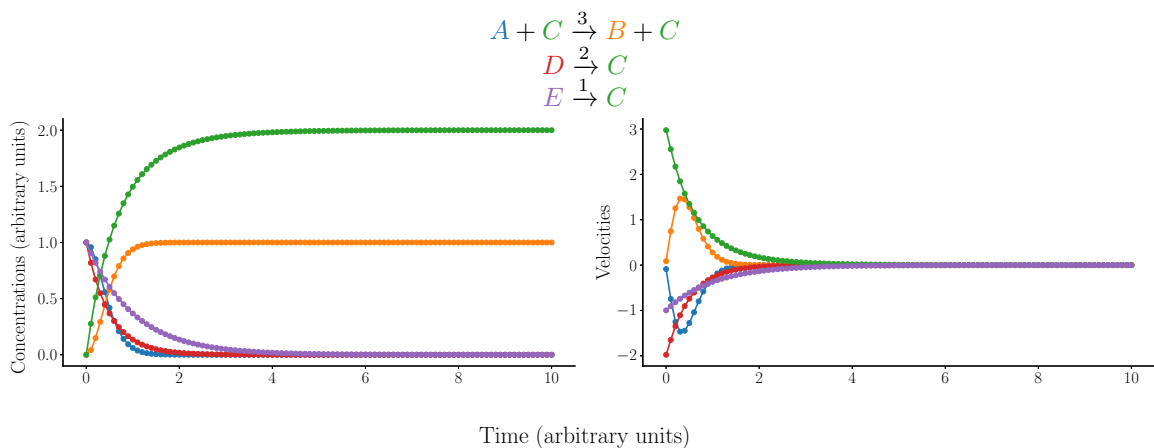 A + C 3→ B + C
D 2→ C
E 1→ C
Concentrations (arbitrary units)
2.0
1.5
1.0
0.5
0.0
0 2 4 6 8 10
Velocities
3
2
1
0
−1
−2
0 2 4 6 8 10
Time (arbitrary units)